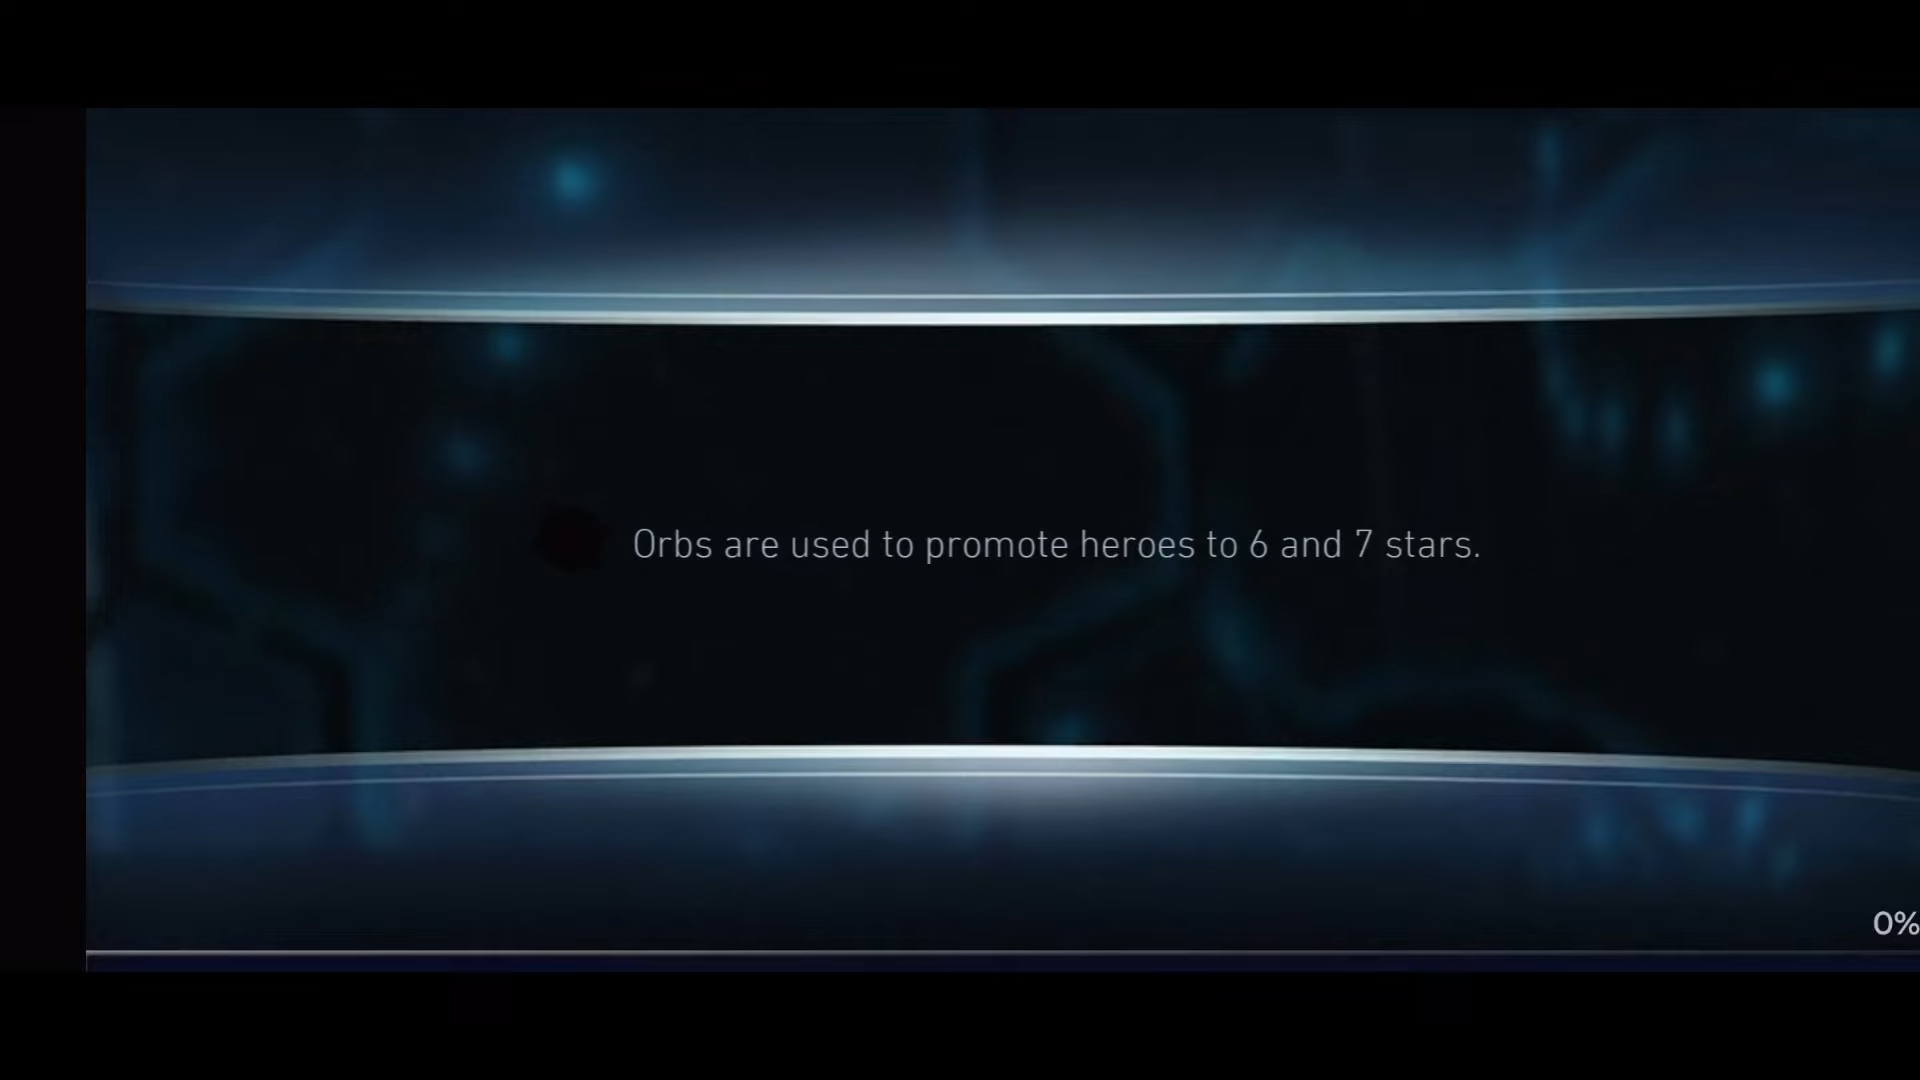 Orbs are used to promote heroes to 6 and 7 stars.
0%